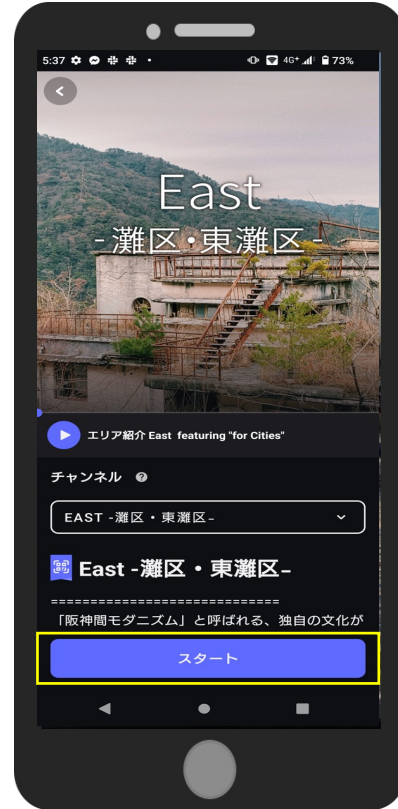 5:37
4G+
73%
East
-灘区・東灘区-
エリア紹介 East featuring "for Cities"
チャンネル ?
EAST -灘区・東灘区-
East -灘区・東灘区-
=============================
「阪神間モダニズム」と呼ばれる、独自の文化が
スタート